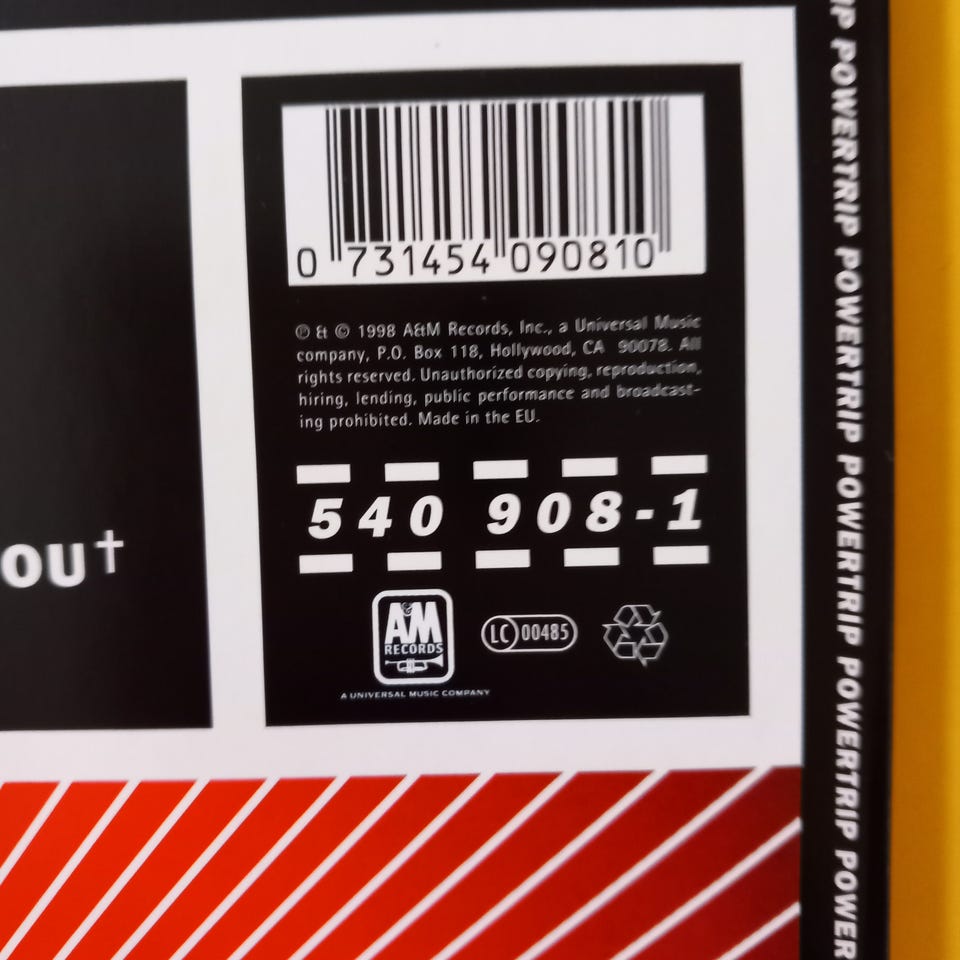 0 731454 090810
℗ & © 1998 A&M Records, Inc., a Universal Music
company, P.O. Box 118, Hollywood, CA 90078. All
rights reserved. Unauthorized copying, reproduction,
hiring, lending, public performance and broadcast-
ing prohibited. Made in the EU.
540 908-1
A&M
RECORDS
LC 00485
A UNIVERSAL MUSIC COMPANY
out†
IP POWERTRIP POWERTRIP POWERTRIP POWERTRIP POWER